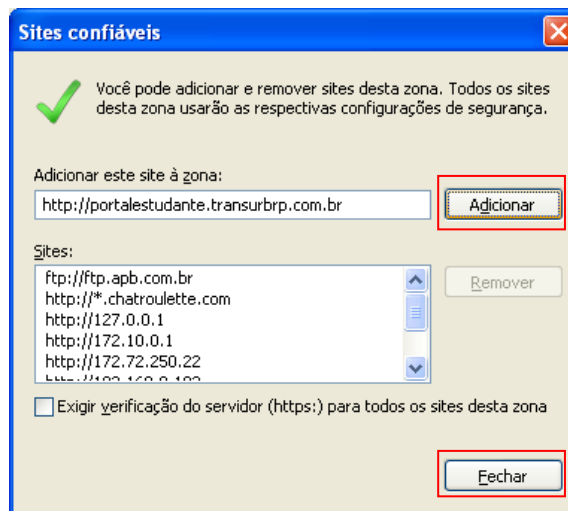 Sites confiáveis
Você pode adicionar e remover sites desta zona. Todos os sites
desta zona usarão as respectivas configurações de segurança.
Adicionar este site à zona:
http://portalestudante.transurbrp.com.br
Adicionar
Sites:
ftp://ftp.apb.com.br
http://*.chatroulette.com
http://127.0.0.1
http://172.10.0.1
http://172.72.250.22
Remover
Exigir verificação do servidor (https:) para todos os sites desta zona
Fechar